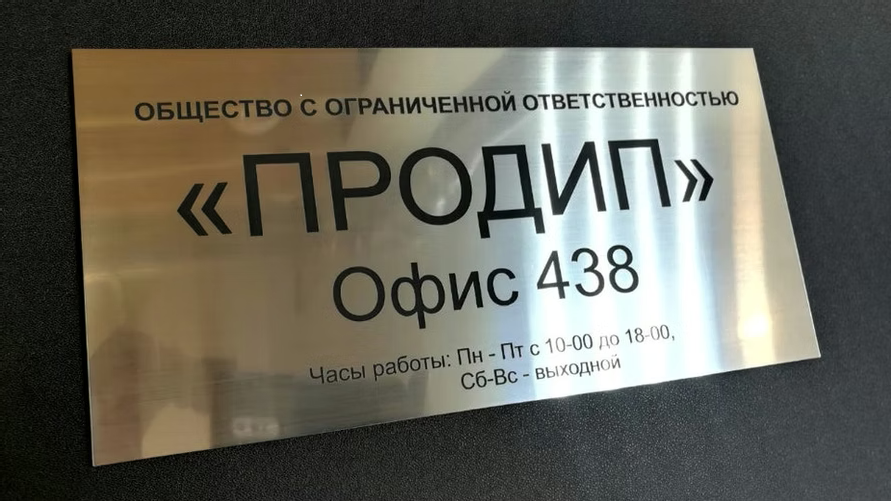 ОБЩЕСТВО С ОГРАНИЧЕННОЙ ОТВЕТСТВЕННОСТЬЮ
«ПРОДИП»
Офис 438
Часы работы: Пн - Пт с 10-00 до 18-00,
Сб-Вс - выходной